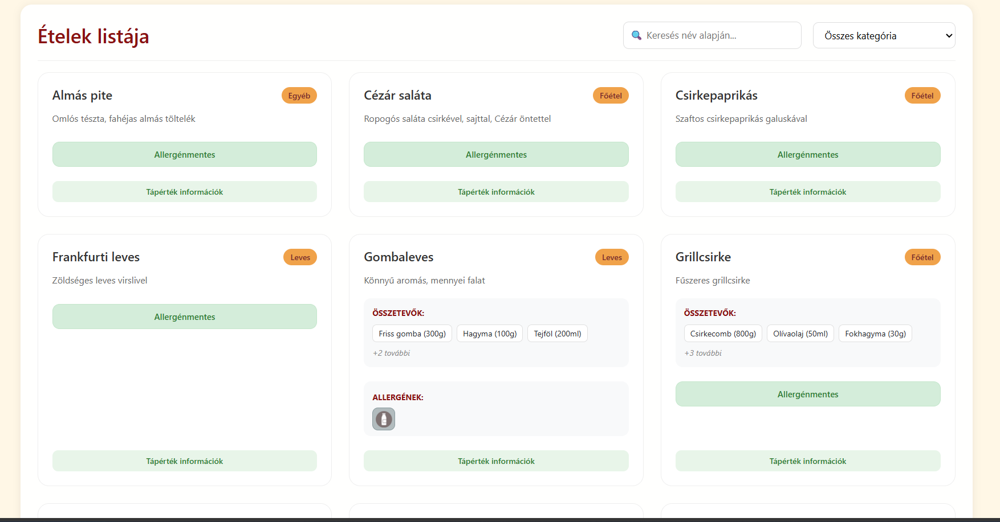 Ételek listája
Keresés név alapján...
Összes kategória
Almás pite
Egyéb
Omlós tészta, fahéjas almás töltelék
Allergénmentes
Tápérték információk
Cézár saláta
Főétel
Ropogós saláta csirkével, sajttal, Cézár öntettel
Allergénmentes
Tápérték információk
Csirkepaprikás
Főétel
Szaftos csirkepaprikás galuskával
Allergénmentes
Tápérték információk
Frankfurti leves
Leves
Zöldséges leves virslivel
Allergénmentes
Tápérték információk
Gombaleves
Leves
Könnyű aromás, mennyei falat
ÖSSZETEVŐK:
Friss gomba (300g) Hagyma (100g) Tejföl (200ml)
+2 további
ALLERGÉNEK:
Tápérték információk
Grillcsirke
Főétel
Fűszeres grillcsirke
ÖSSZETEVŐK:
Csirkecomb (800g) Olívaolaj (50ml) Fokhagyma (30g)
+3 további
Allergénmentes
Tápérték információk